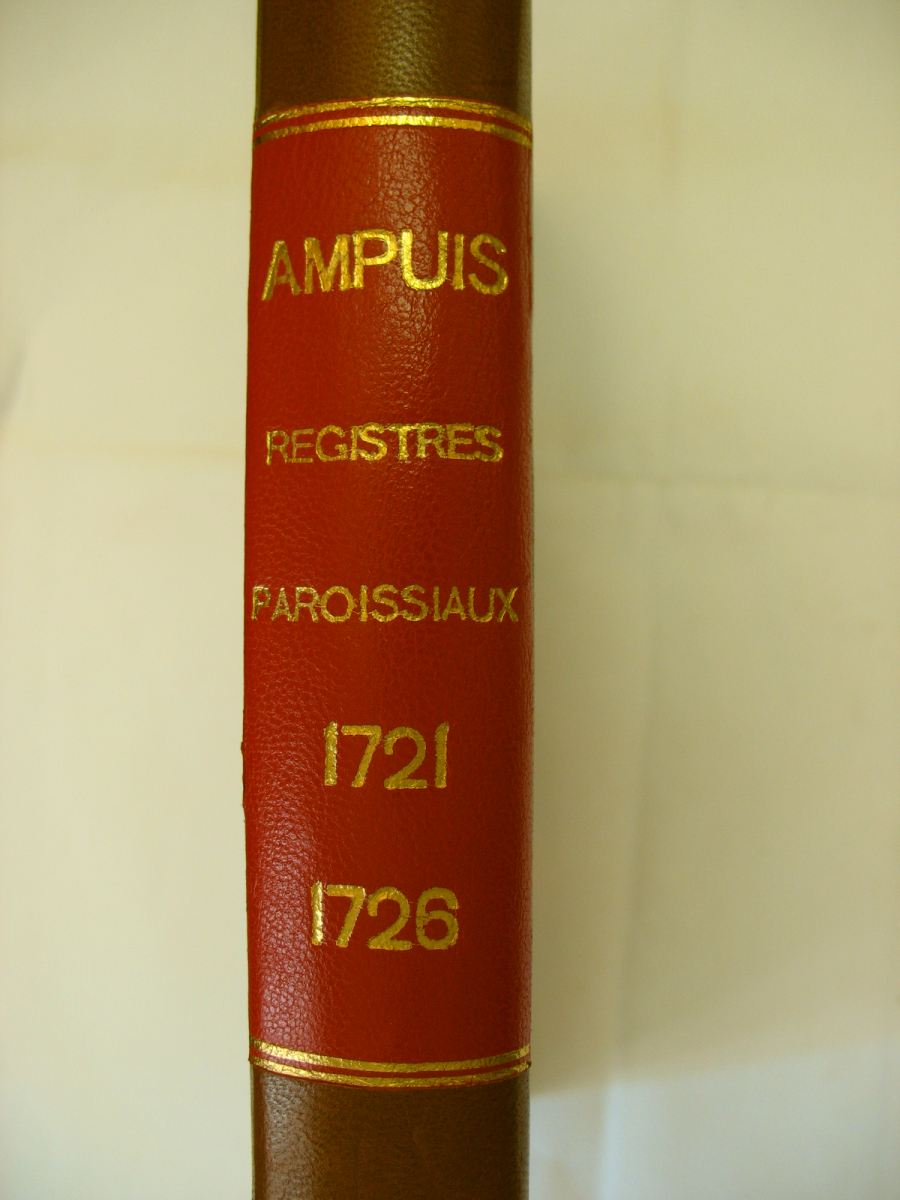 AMPUIS
REGISTRES
PAROISSIAUX
1721
1726